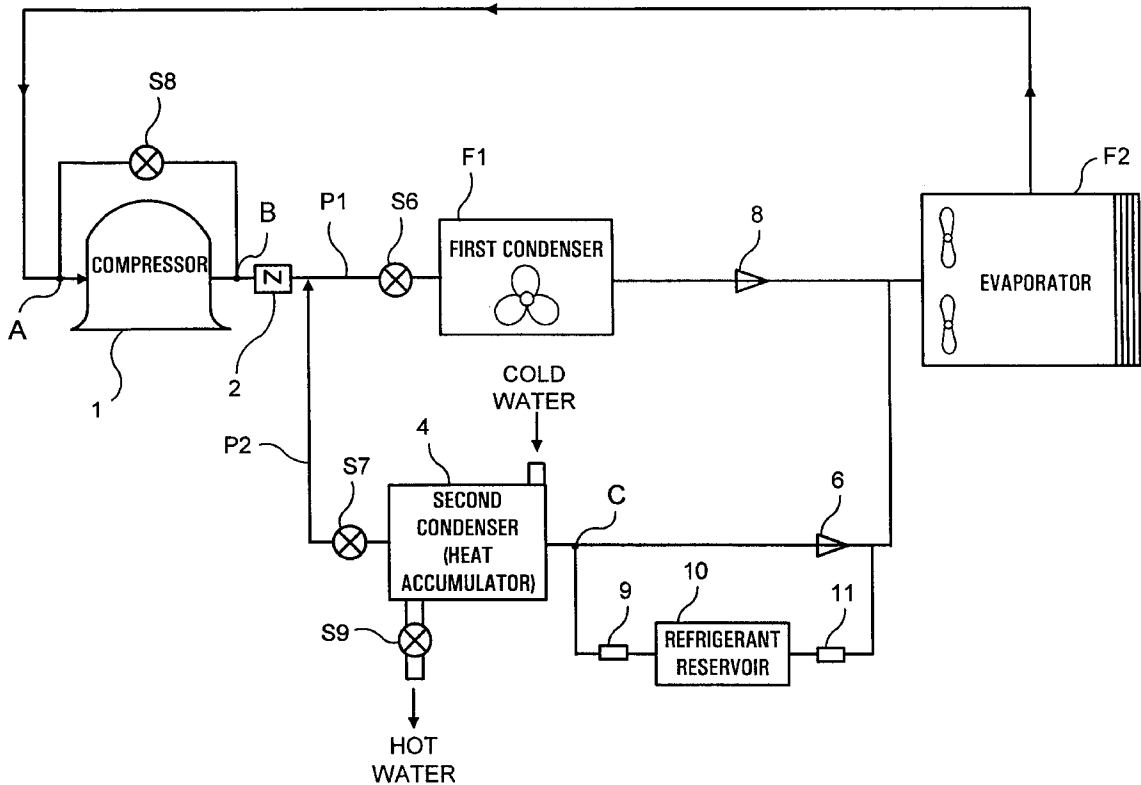 S8
F1
F2
P1
S6
8
B
COMPRESSOR
FIRST CONDENSER
EVAPORATOR
A
1
2
COLD
WATER
P2
4
S7
SECOND
CONDENSER
(HEAT
ACCUMULATOR)
C
6
9
10
11
REFRIGERANT
RESERVOIR
S9
HOT
WATER